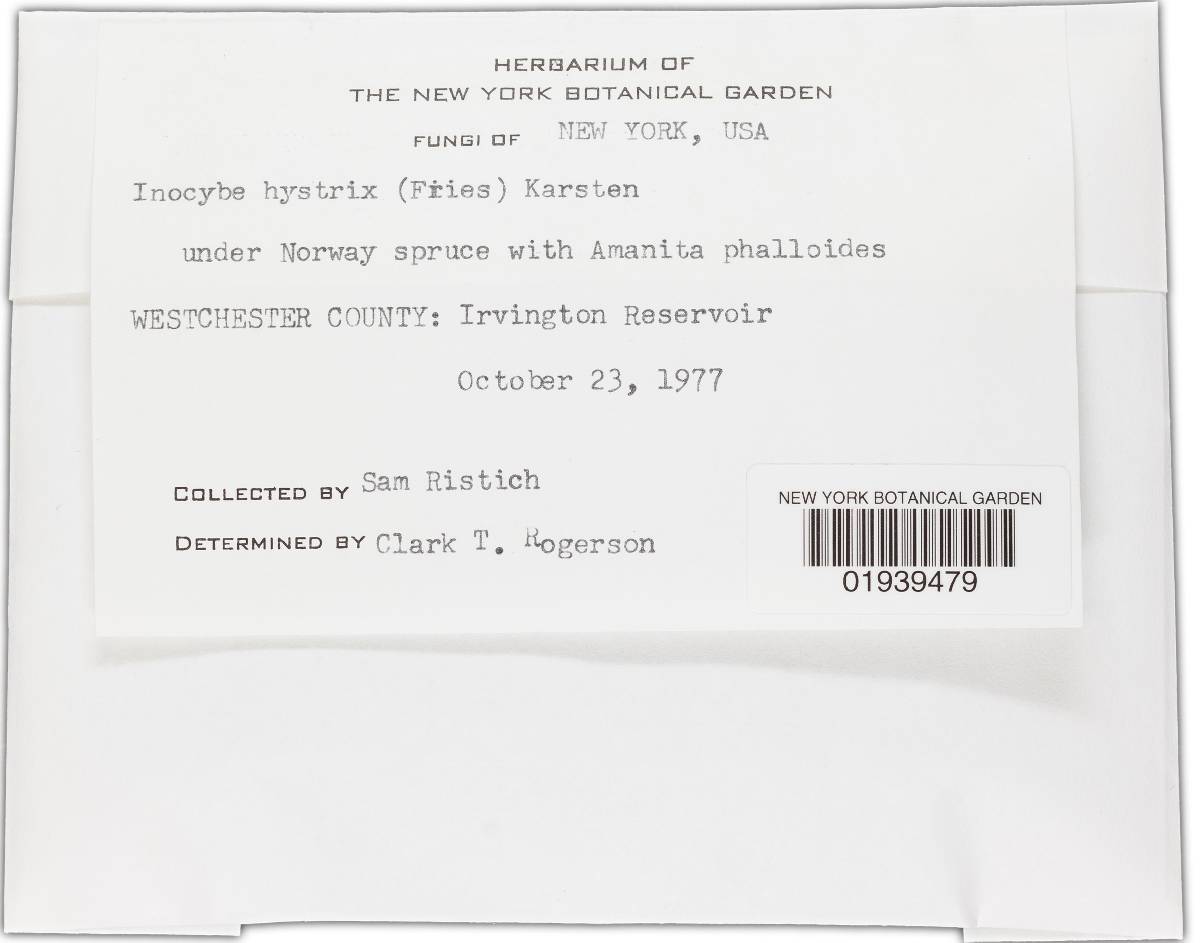 HERBARIUM OF
THE NEW YORK BOTANICAL GARDEN
FUNGI OF NEW YORK, USA
Inocybe hystrix (Fries) Karsten
under Norway spruce with Amanita phalloides
WESTCHESTER COUNTY: Irvington Reservoir
October 23, 1977
COLLECTED BY Sam Ristich
DETERMINED BY Clark T. Rogerson
NEW YORK BOTANICAL GARDEN
01939479